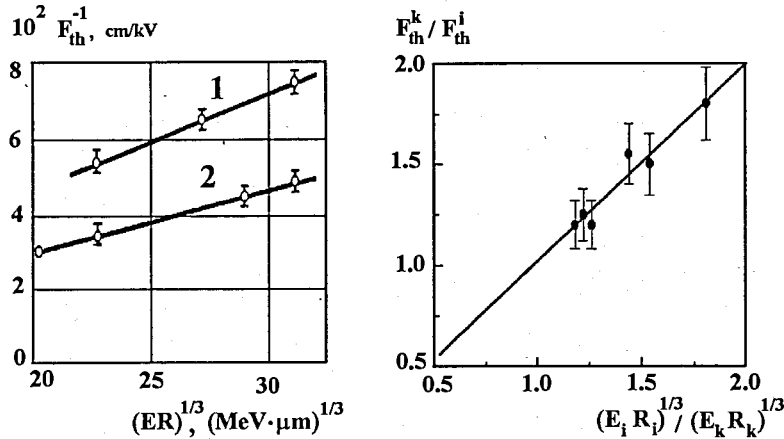 10² F_th⁻¹, cm/kV
8
6
4
2
0
1
2
20 25 30
(ER)^1/3, (MeV·μm)^1/3
F_th^k / F_th^i
2.0
1.5
1.0
0.5
0.5 1.0 1.5 2.0
(E_i R_i)^1/3 / (E_k R_k)^1/3